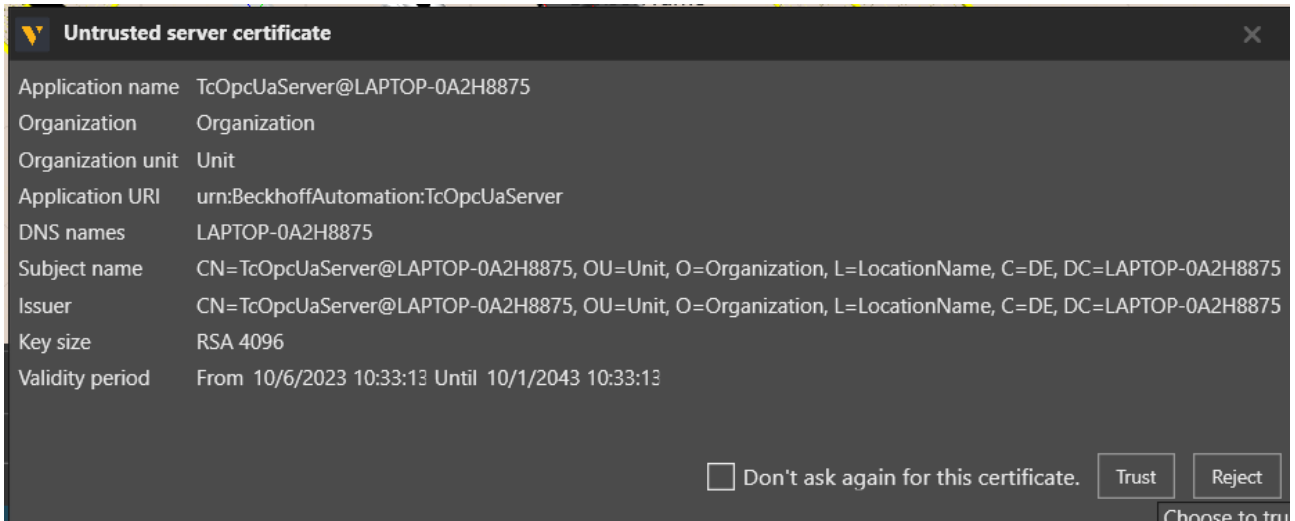 Untrusted server certificate
Application name TcOpcUaServer@LAPTOP-0A2H8875
Organization Organization
Organization unit Unit
Application URI urn:BeckhoffAutomation:TcOpcUaServer
DNS names LAPTOP-0A2H8875
Subject name CN=TcOpcUaServer@LAPTOP-0A2H8875, OU=Unit, O=Organization, L=LocationName, C=DE, DC=LAPTOP-0A2H8875
Issuer CN=TcOpcUaServer@LAPTOP-0A2H8875, OU=Unit, O=Organization, L=LocationName, C=DE, DC=LAPTOP-0A2H8875
Key size RSA 4096
Validity period From 10/6/2023 10:33:13 Until 10/1/2043 10:33:13
Don't ask again for this certificate. Trust Reject
Choose to